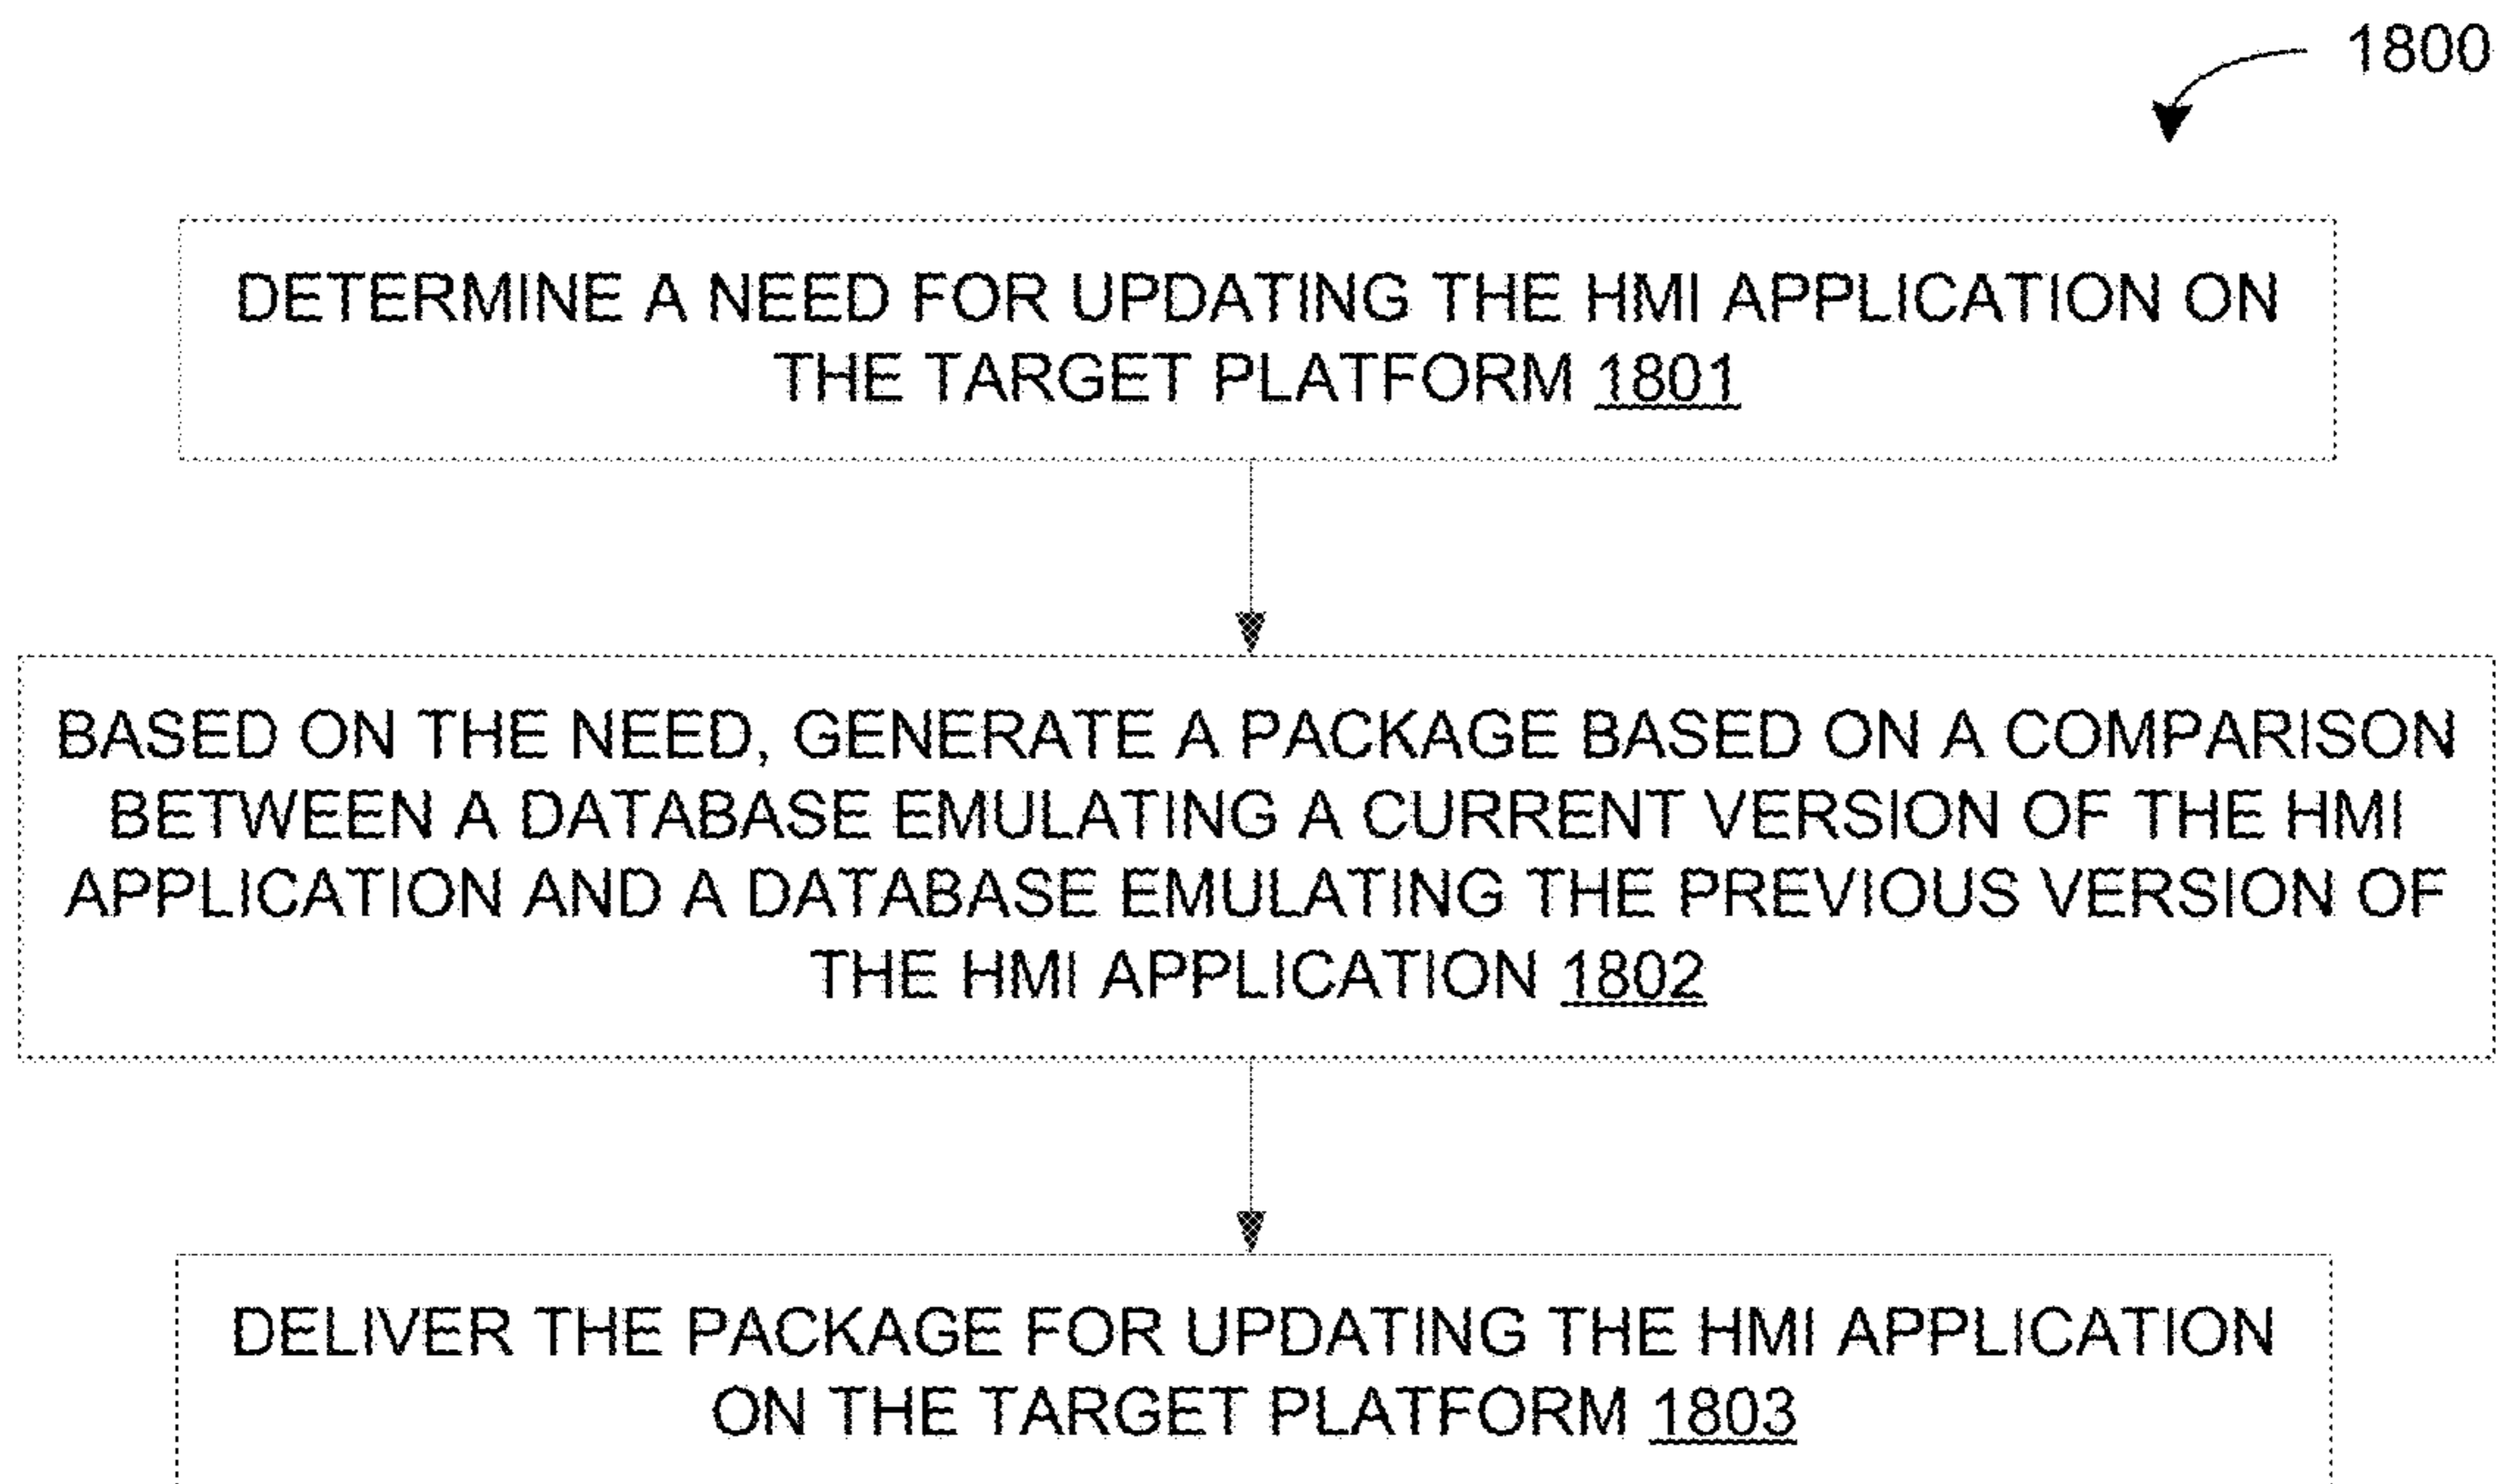 1800
DETERMINE A NEED FOR UPDATING THE HMI APPLICATION ON
THE TARGET PLATFORM 1801
BASED ON THE NEED, GENERATE A PACKAGE BASED ON A COMPARISON
BETWEEN A DATABASE EMULATING A CURRENT VERSION OF THE HMI
APPLICATION AND A DATABASE EMULATING THE PREVIOUS VERSION OF
THE HMI APPLICATION 1802
DELIVER THE PACKAGE FOR UPDATING THE HMI APPLICATION
ON THE TARGET PLATFORM 1803